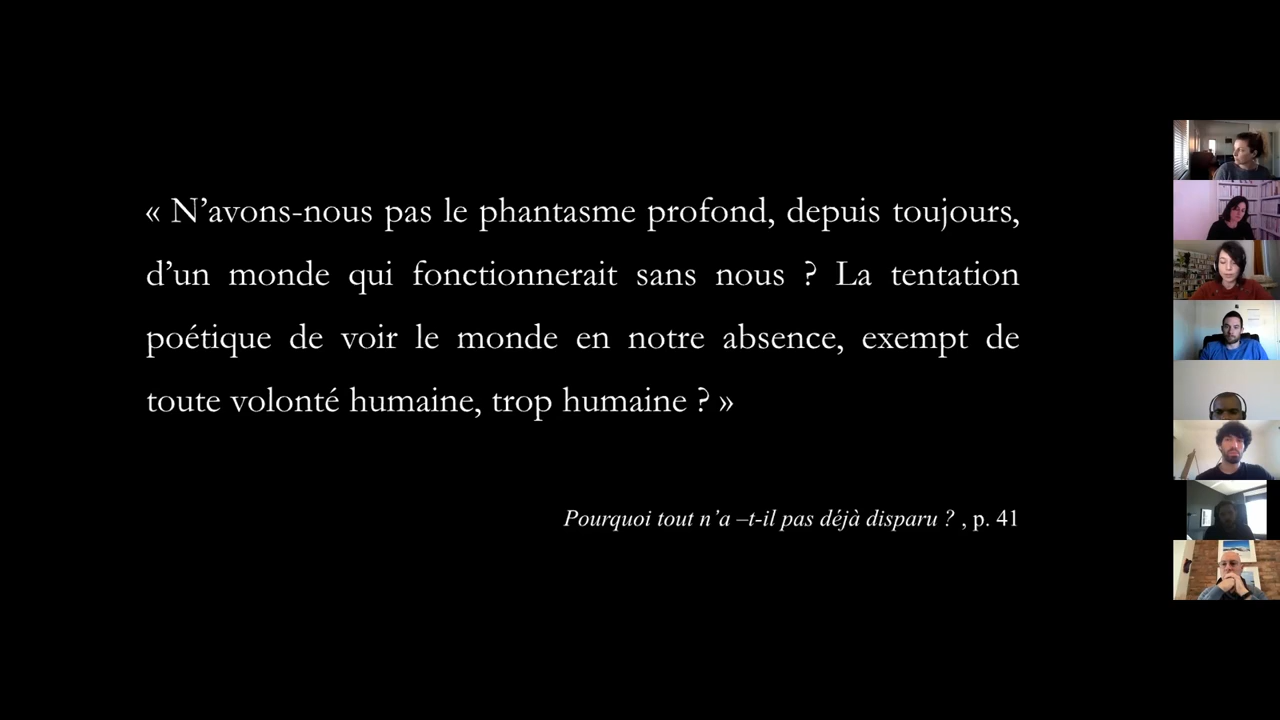 « N’avons-nous pas le phantasme profond, depuis toujours,
d’un monde qui fonctionnerait sans nous ? La tentation
poétique de voir le monde en notre absence, exempt de
toute volonté humaine, trop humaine ? »
Pourquoi tout n’a –t-il pas déjà disparu ? , p. 41